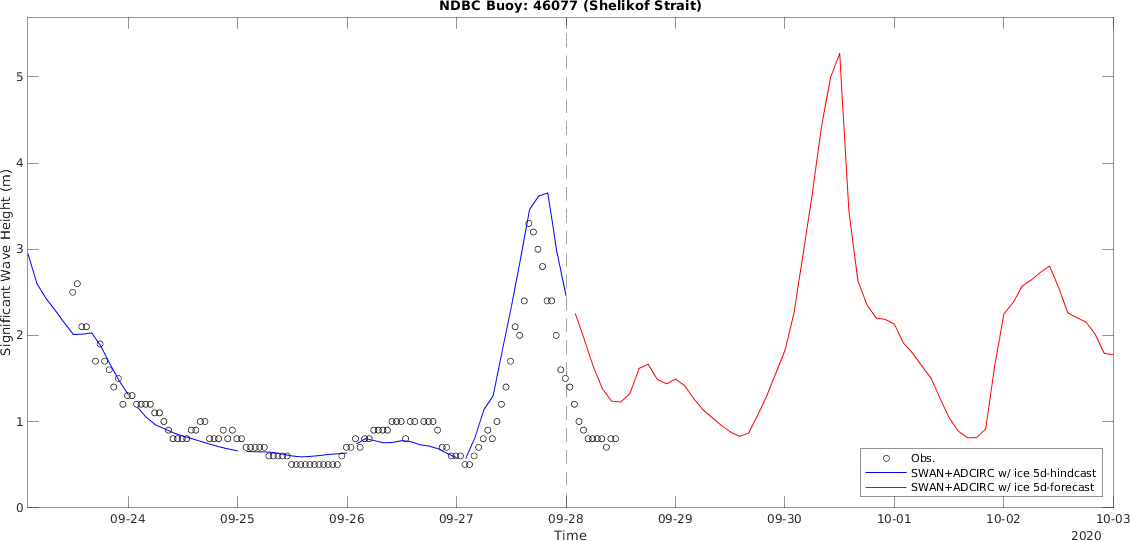 NDBC Buoy: 46077 (Shelikof Strait)
Significant Wave Height (m)
5
4
3
2
1
0
09-24
09-25
09-26
09-27
09-28
09-29
09-30
10-01
10-02
10-03
Time
2020
Obs.
SWAN+ADCIRC w/ ice 5d-hindcast
SWAN+ADCIRC w/ ice 5d-forecast